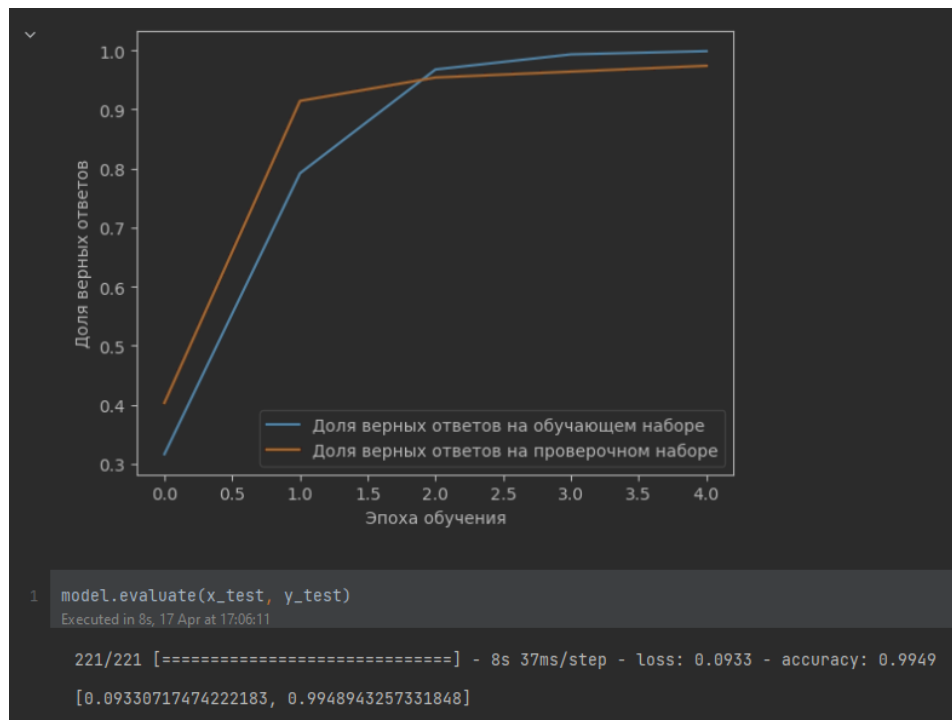 1.0
0.9
0.8
0.7
0.6
0.5
0.4
0.3
Доля верных ответов
Доля верных ответов на обучающем наборе
Доля верных ответов на проверочном наборе
0.0 0.5 1.0 1.5 2.0 2.5 3.0 3.5 4.0
Эпоха обучения
1 model.evaluate(x_test, y_test)
Executed in 8s, 17 Apr at 17:06:11
221/221 [==============================] - 8s 37ms/step - loss: 0.0933 - accuracy: 0.9949
[0.09330717474222183, 0.9948943257331848]